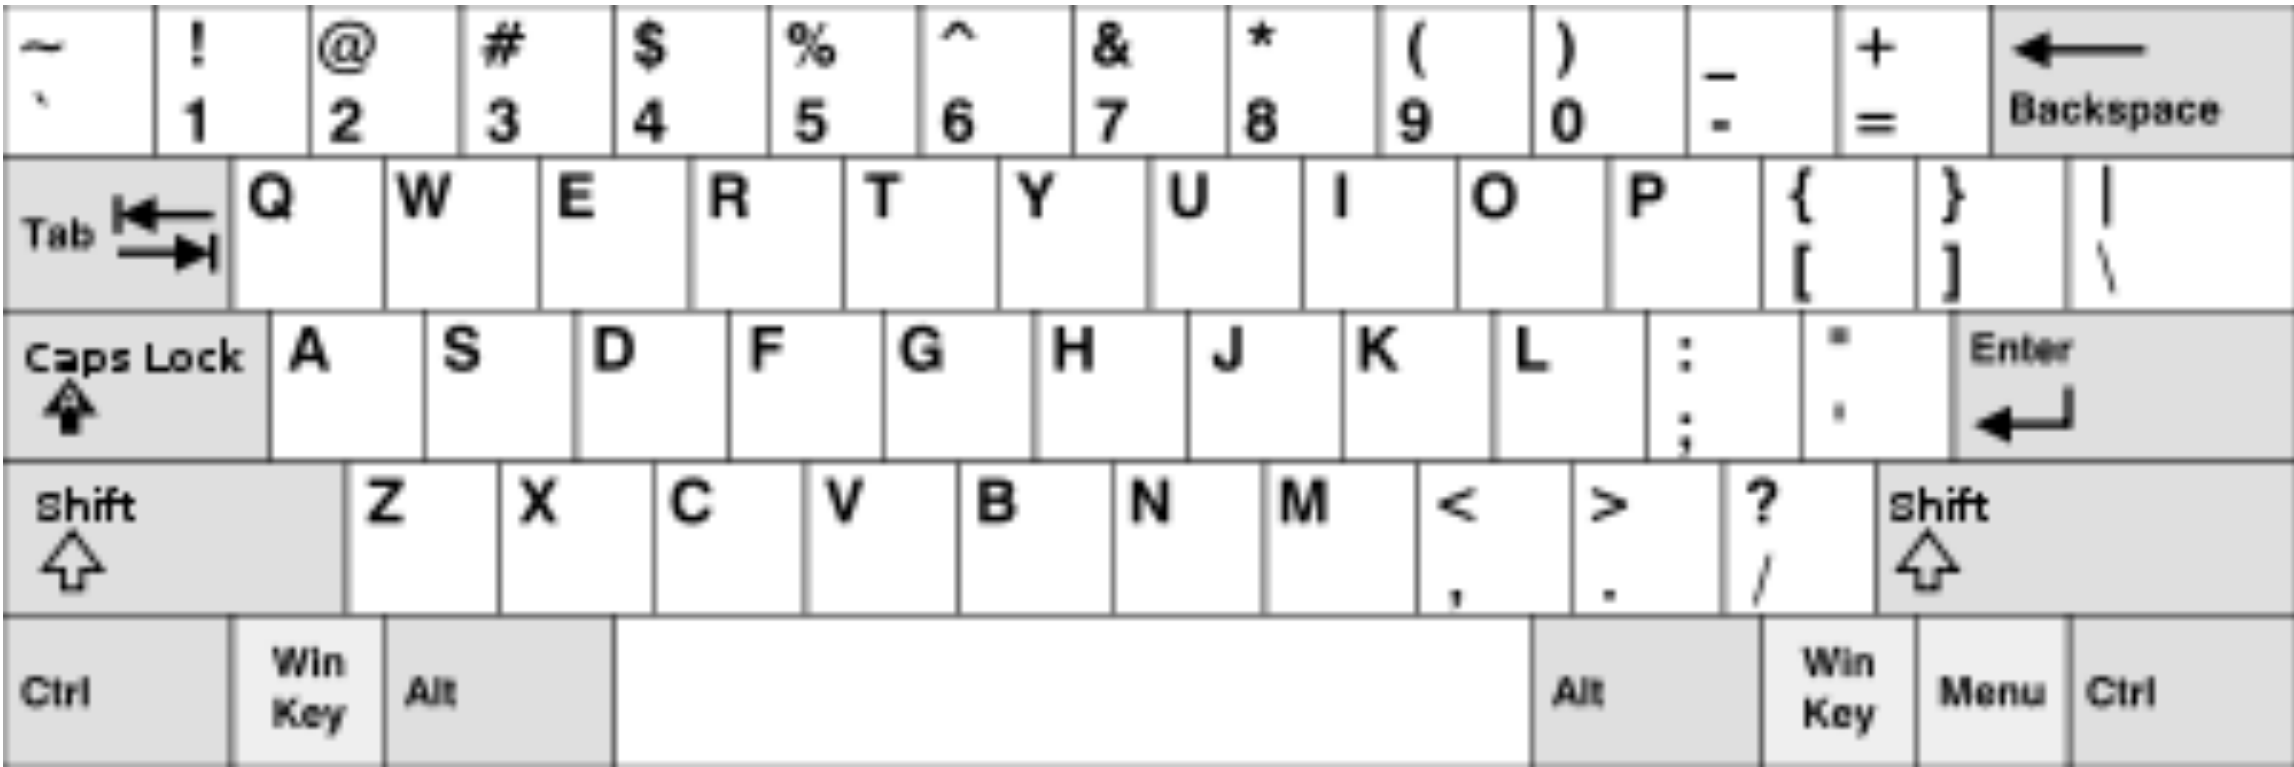 ~ ! @ # $ % ^ & * ( ) _ +
` 1 2 3 4 5 6 7 8 9 0 - = Backspace
Tab Q W E R T Y U I O P { } |
[ ] \
Caps Lock A S D F G H J K L : " Enter
; '
Shift Z X C V B N M < > ? Shift
, . /
Ctrl Win Key Alt Alt Win Key Menu Ctrl